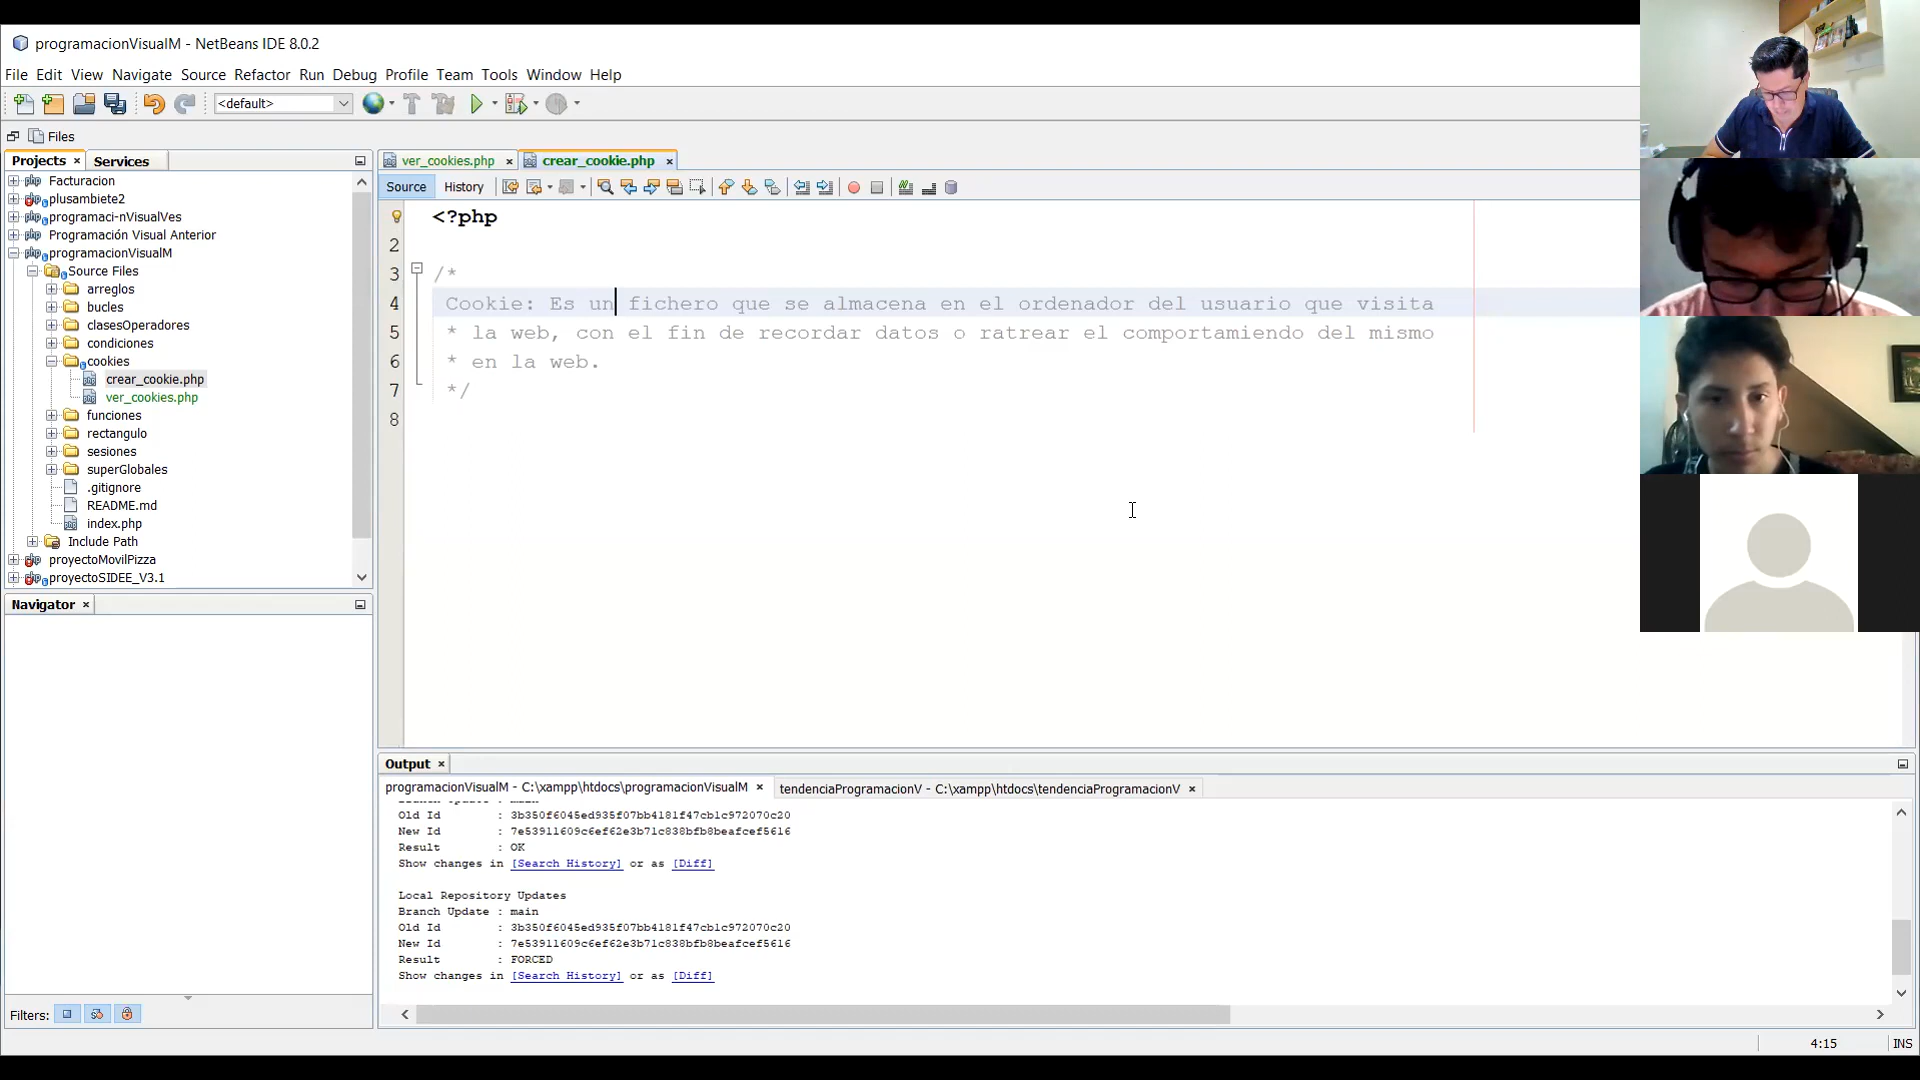 programacionVisualM - NetBeans IDE 8.0.2
File Edit View Navigate Source Refactor Run Debug Profile Team Tools Window Help
<default>
Files
Projects Services
Facturacion
plusambiete2
programaci-nVisualVes
Programación Visual Anterior
programacionVisualM
Source Files
arreglos
bucles
clasesOperadores
condiciones
cookies
crear_cookie.php
ver_cookies.php
funciones
rectangulo
sesiones
superGlobales
.gitignore
README.md
index.php
Include Path
proyectoMovilPizza
proyectoSIDEE_V3.1
Navigator
Filters:
ver_cookies.php crear_cookie.php
Source History
<?php
2
3 /*
4 Cookie: Es un fichero que se almacena en el ordenador del usuario que visita
5 * la web, con el fin de recordar datos o ratrear el comportamiendo del mismo
6 * en la web.
7 */
8
Output
programacionVisualM - C:\xampp\htdocs\programacionVisualM tendenciaProgramacionV - C:\xampp\htdocs\tendenciaProgramacionV
Branch Update : main
Old Id : 3b350f6045ed935f07bb4181f47cb1c972070c20
New Id : 7e53911609c6ef62e3b71c838bfb8beafcef5616
Result : OK
Show changes in [Search History] or as [Diff]
Local Repository Updates
Branch Update : main
Old Id : 3b350f6045ed935f07bb4181f47cb1c972070c20
New Id : 7e53911609c6ef62e3b71c838bfb8beafcef5616
Result : FORCED
Show changes in [Search History] or as [Diff]
4:15 INS